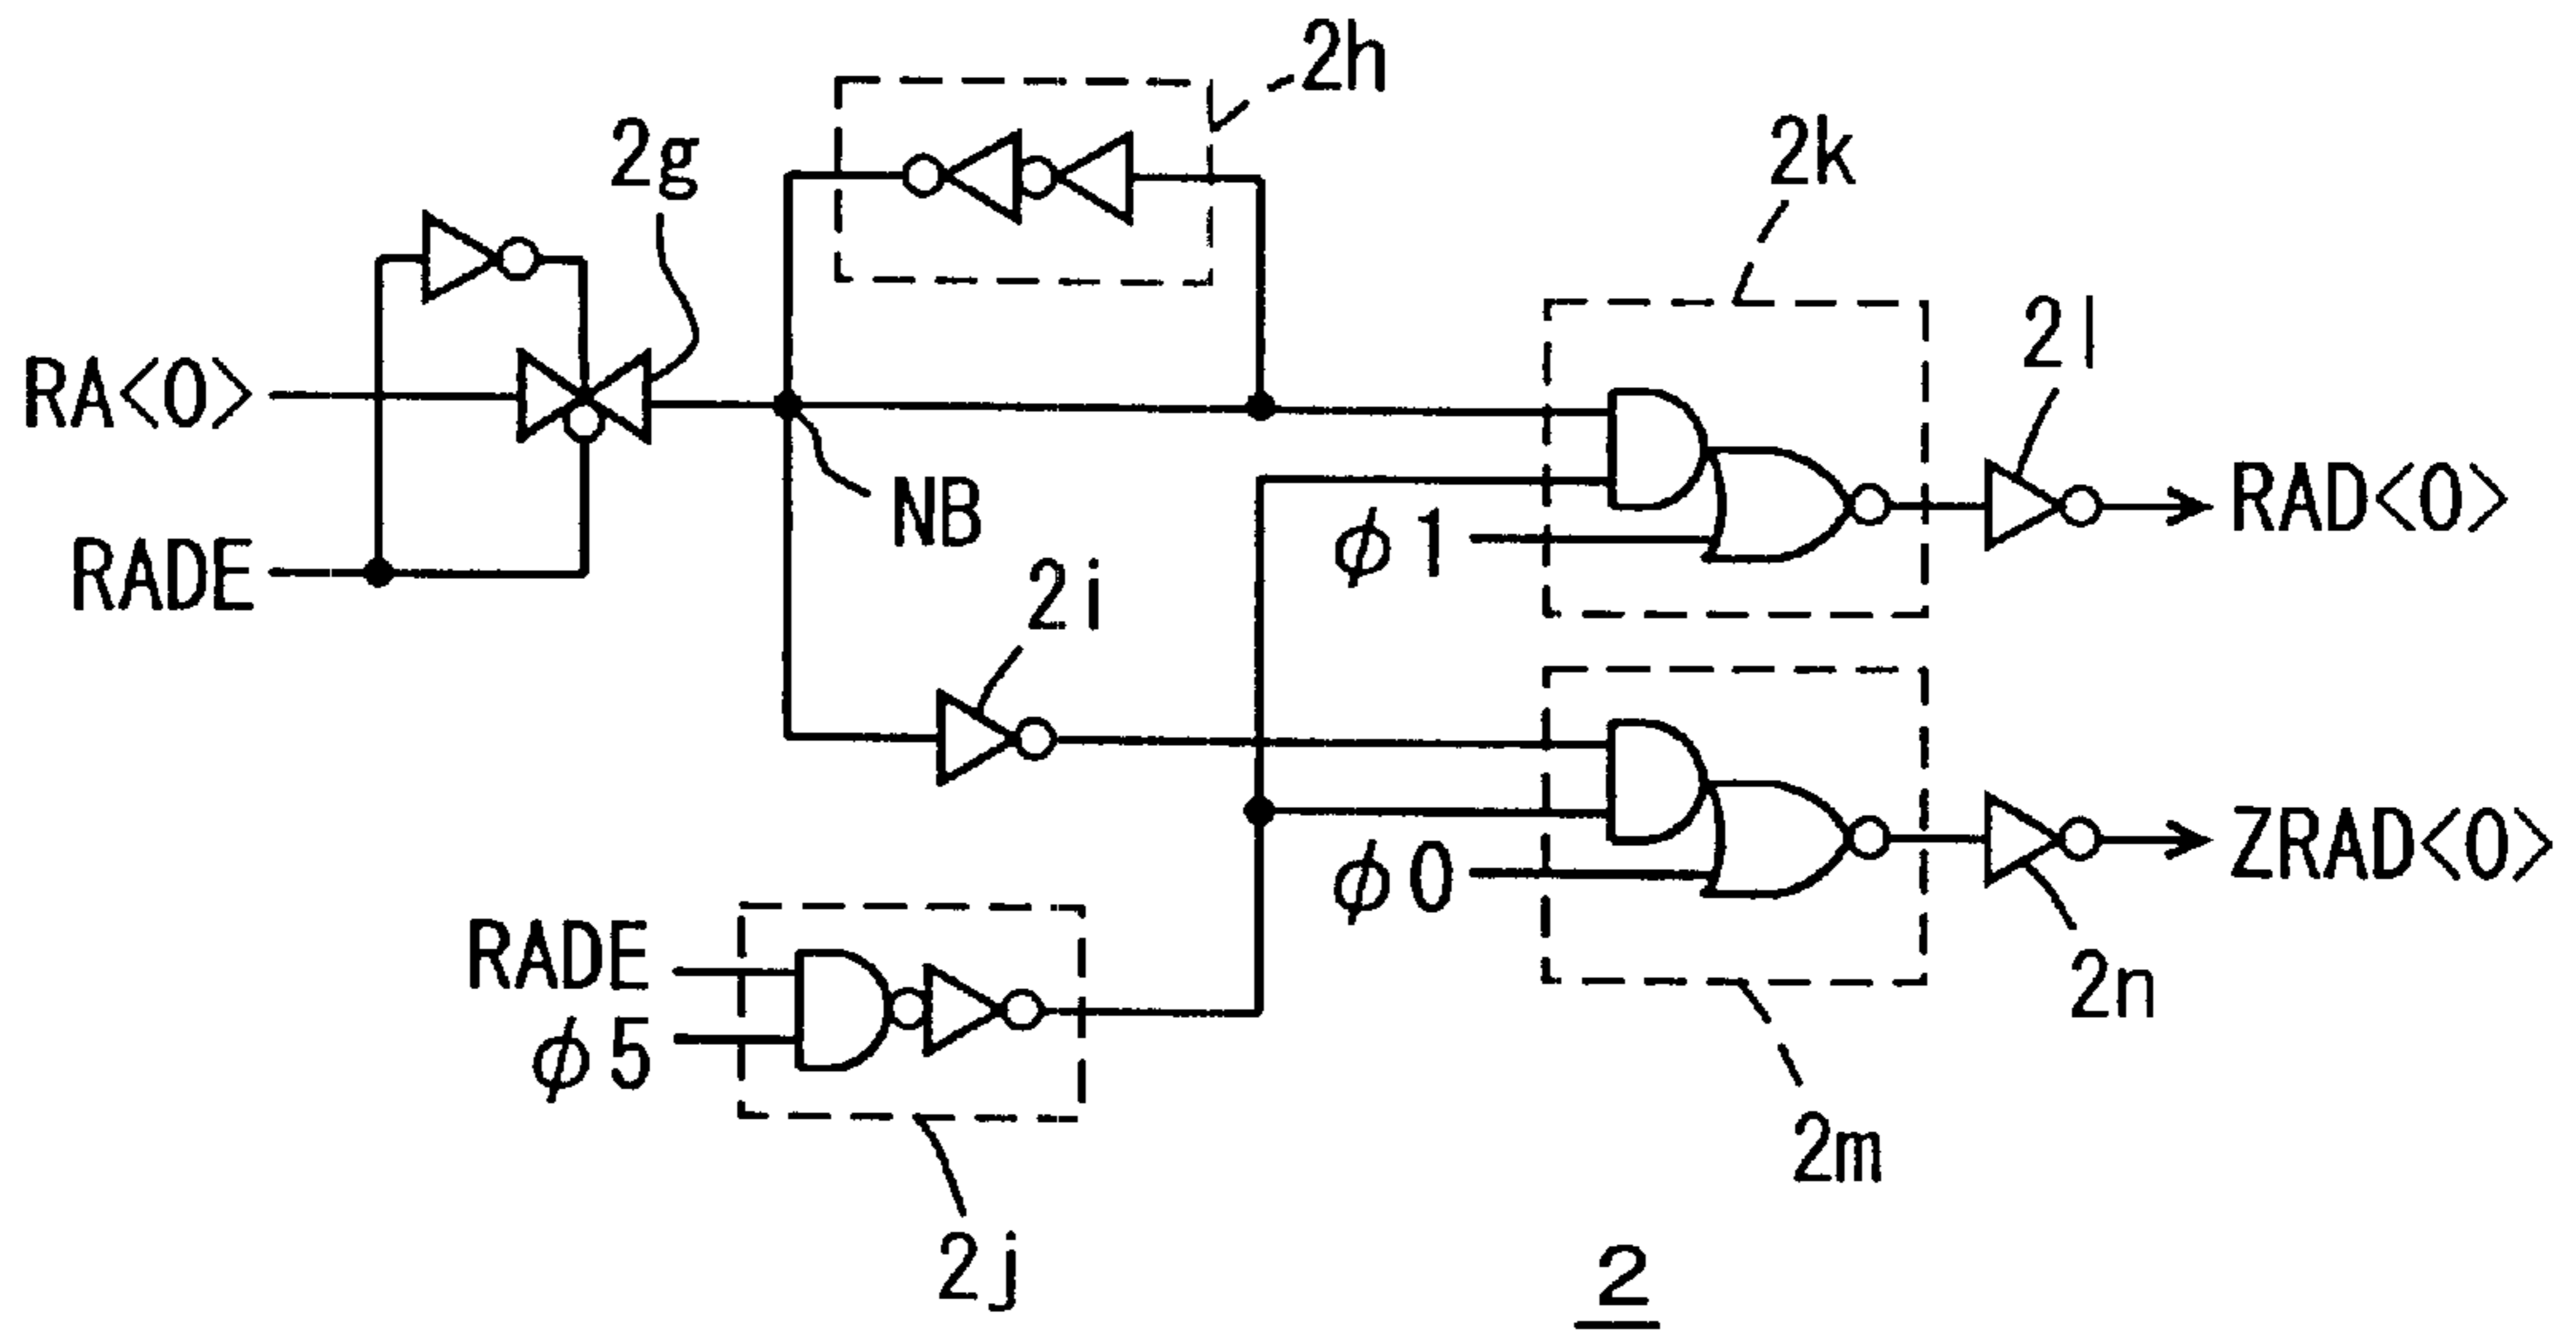 2h
2g
2k
2l
RA<0>
NB
RAD<0>
φ1
RADE
2i
φ0
ZRAD<0>
RADE
2n
φ5
2m
2j
2